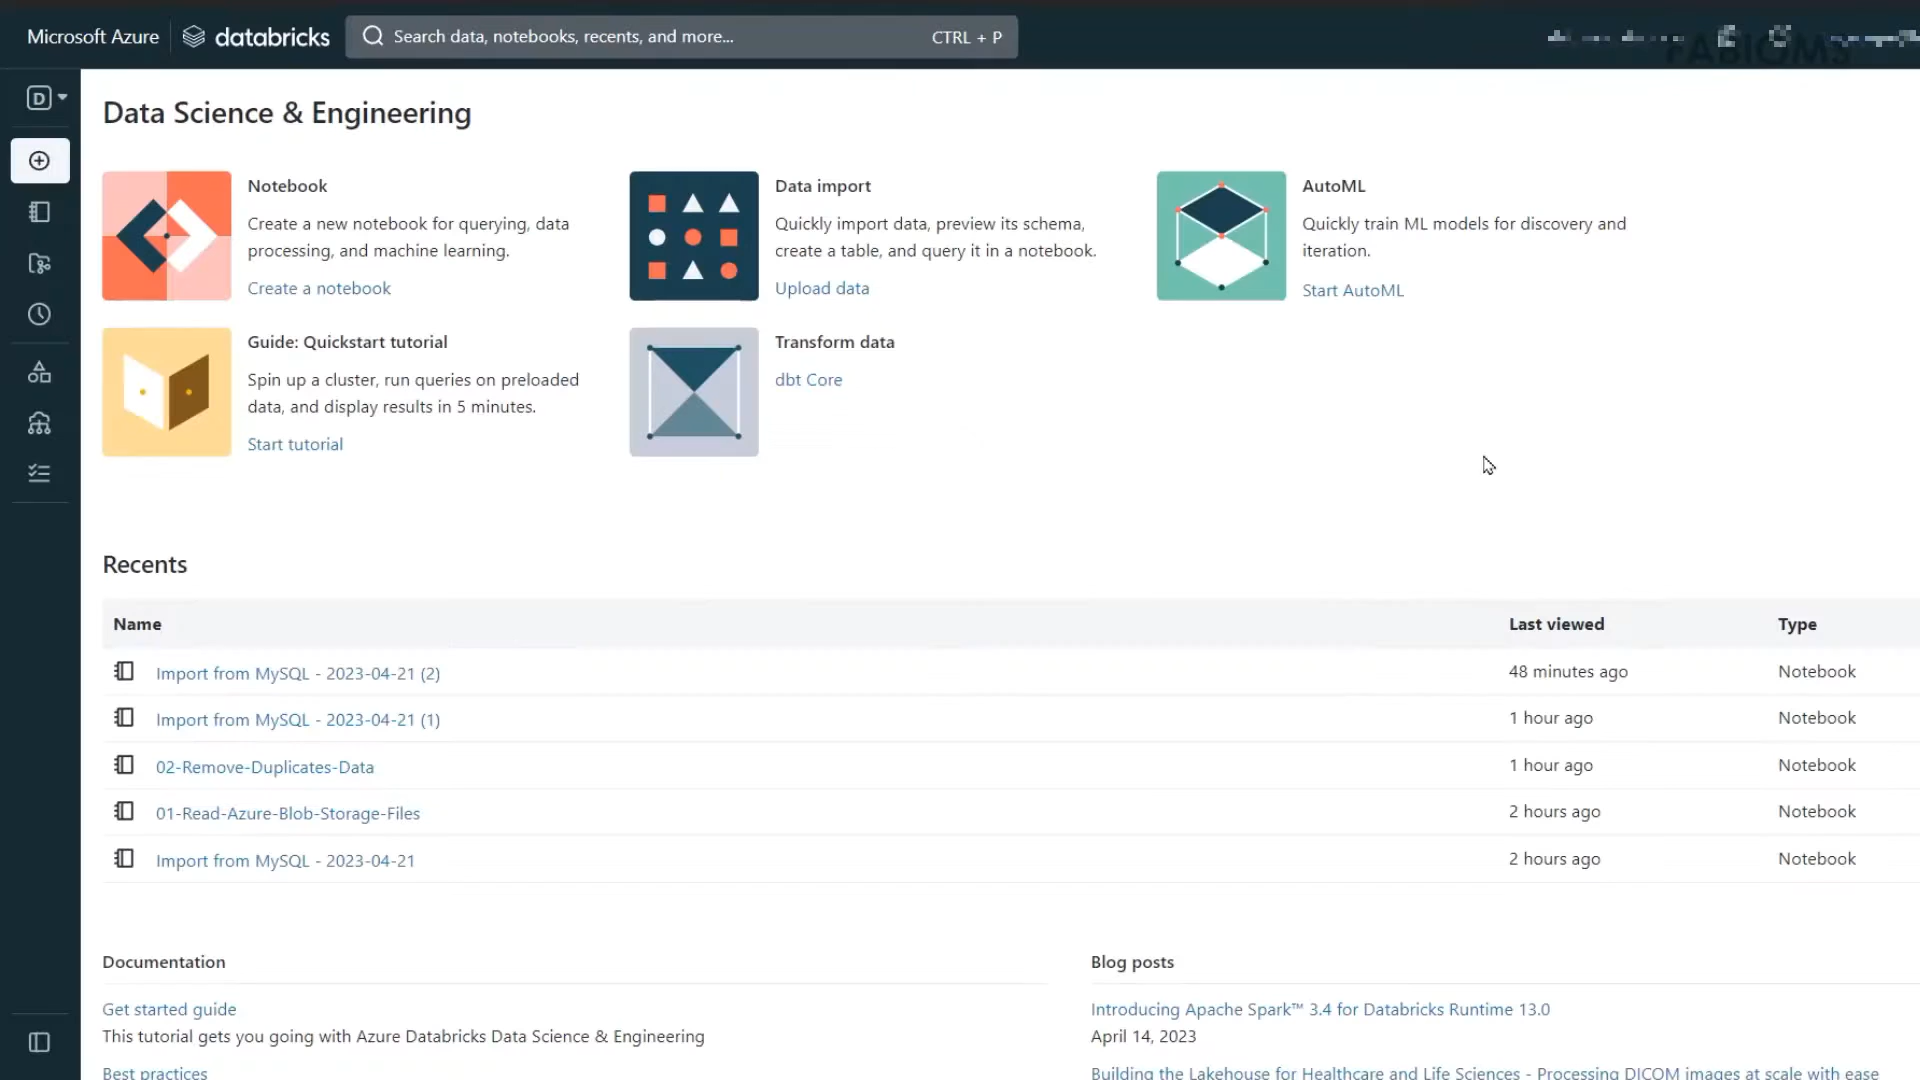 Microsoft Azure
databricks
Search data, notebooks, recents, and more...
CTRL + P
D
Data Science & Engineering
Notebook
Create a new notebook for querying, data
processing, and machine learning.
Create a notebook
Data import
Quickly import data, preview its schema,
create a table, and query it in a notebook.
Upload data
AutoML
Quickly train ML models for discovery and
iteration.
Start AutoML
Guide: Quickstart tutorial
Spin up a cluster, run queries on preloaded
data, and display results in 5 minutes.
Start tutorial
Transform data
dbt Core
Recents
Name Last viewed Type
Import from MySQL - 2023-04-21 (2) 48 minutes ago Notebook
Import from MySQL - 2023-04-21 (1) 1 hour ago Notebook
02-Remove-Duplicates-Data 1 hour ago Notebook
01-Read-Azure-Blob-Storage-Files 2 hours ago Notebook
Import from MySQL - 2023-04-21 2 hours ago Notebook
Documentation
Get started guide
This tutorial gets you going with Azure Databricks Data Science & Engineering
Best practices
Blog posts
Introducing Apache Spark™ 3.4 for Databricks Runtime 13.0
April 14, 2023
Building the Lakehouse for Healthcare and Life Sciences - Processing DICOM images at scale with ease